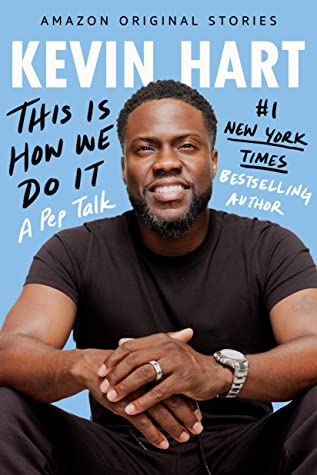 AMAZON ORIGINAL STORIES
KEVIN HART
THIS IS
HOW WE
DO IT
A Pep Talk
#1
NEW YORK
TIMES
BESTSELLING
AUTHOR